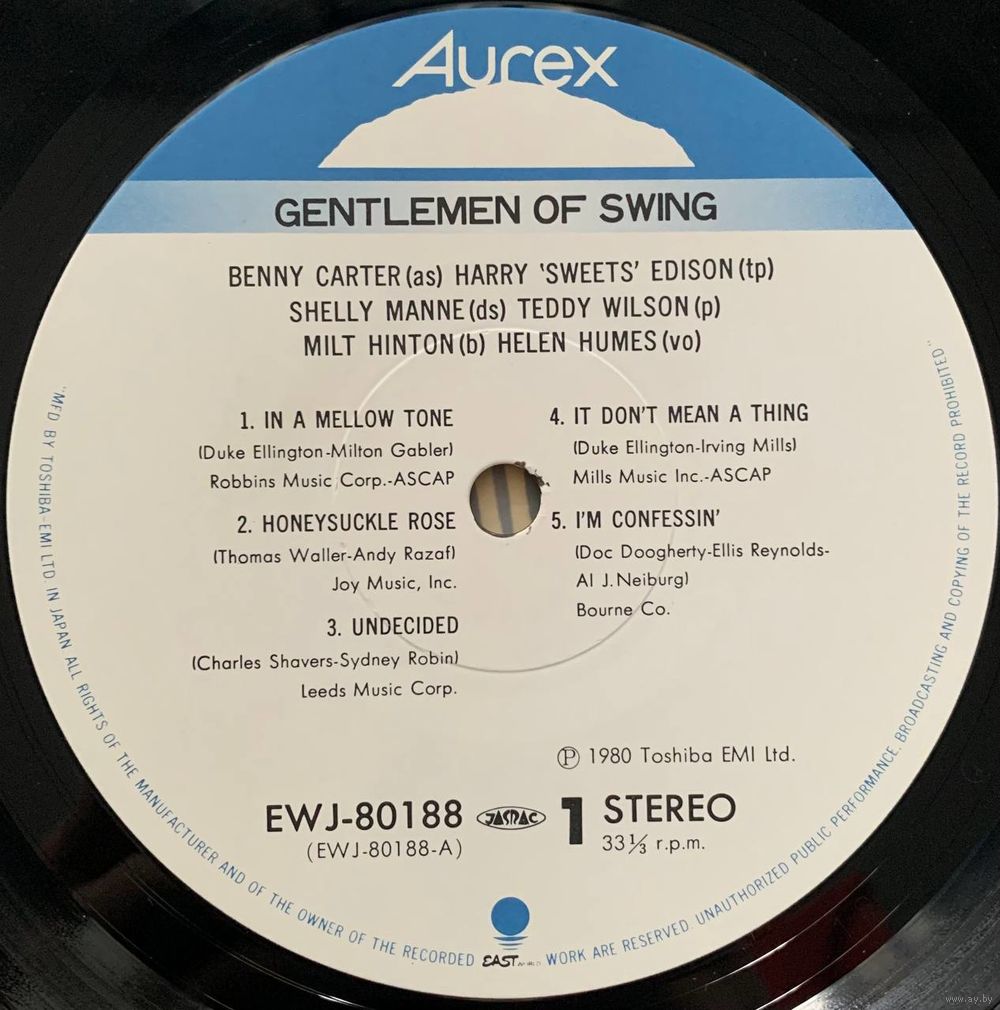 Aurex
GENTLEMEN OF SWING
BENNY CARTER(as) HARRY 'SWEETS' EDISON(tp)
SHELLY MANNE(ds) TEDDY WILSON(p)
MILT HINTON(b) HELEN HUMES(vo)
1. IN A MELLOW TONE
(Duke Ellington-Milton Gabler)
Robbins Music Corp.-ASCAP
2. HONEYSUCKLE ROSE
(Thomas Waller-Andy Razaf)
Joy Music, Inc.
3. UNDECIDED
(Charles Shavers-Sydney Robin)
Leeds Music Corp.
4. IT DON'T MEAN A THING
(Duke Ellington-Irving Mills)
Mills Music Inc.-ASCAP
5. I'M CONFESSIN'
(Doc Doogherty-Ellis Reynolds-
Al J.Neiburg)
Bourne Co.
Ⓟ 1980 Toshiba EMI Ltd.
EWJ-80188 JASRAC 1 STEREO
(EWJ-80188-A) 33⅓ r.p.m.
"MFD BY TOSHIBA-EMI LTD. IN JAPAN ALL RIGHTS OF THE MANUFACTURER AND OF THE OWNER OF THE RECORDED WORK ARE RESERVED. UNAUTHORIZED PUBLIC PERFORMANCE. BROADCASTING AND COPYING OF THE RECORD PROHIBITED"
EAST
www.ay.by